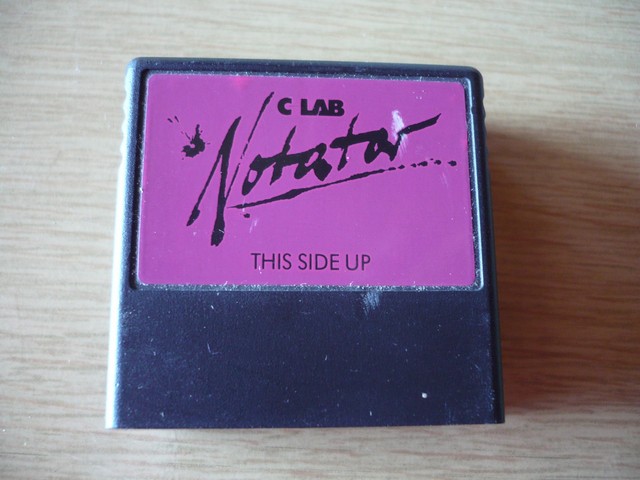 C LAB
Notator
THIS SIDE UP